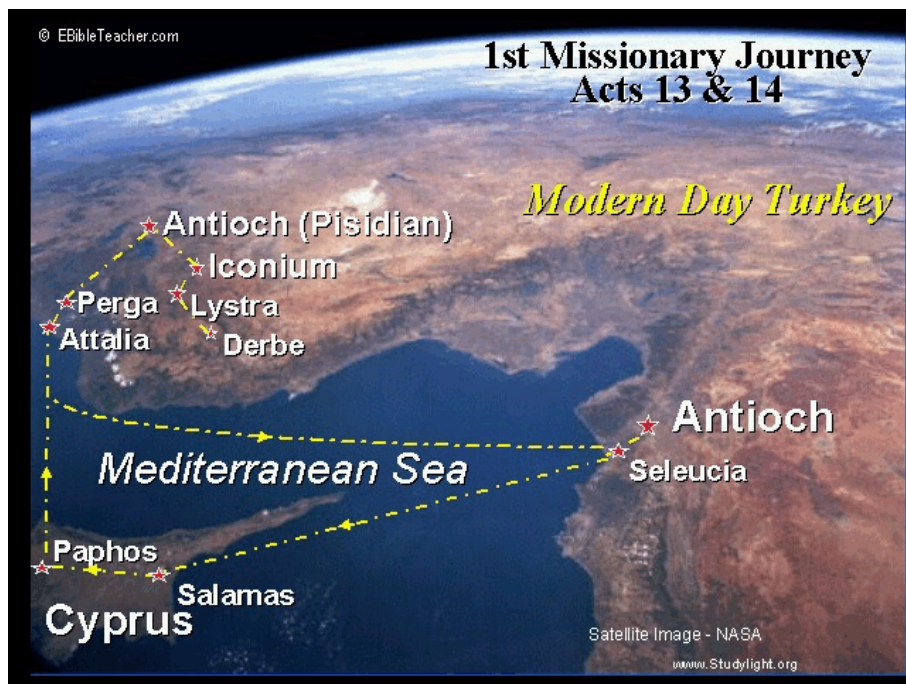 © EBibleTeacher.com
1st Missionary Journey
Acts 13 & 14
Modern Day Turkey
Antioch (Pisidian)
Iconium
Perga
Lystra
Attalia
Derbe
Antioch
Mediterranean Sea
Seleucia
Paphos
Salamas
Cyprus
Satellite Image - NASA
www.Studylight.org